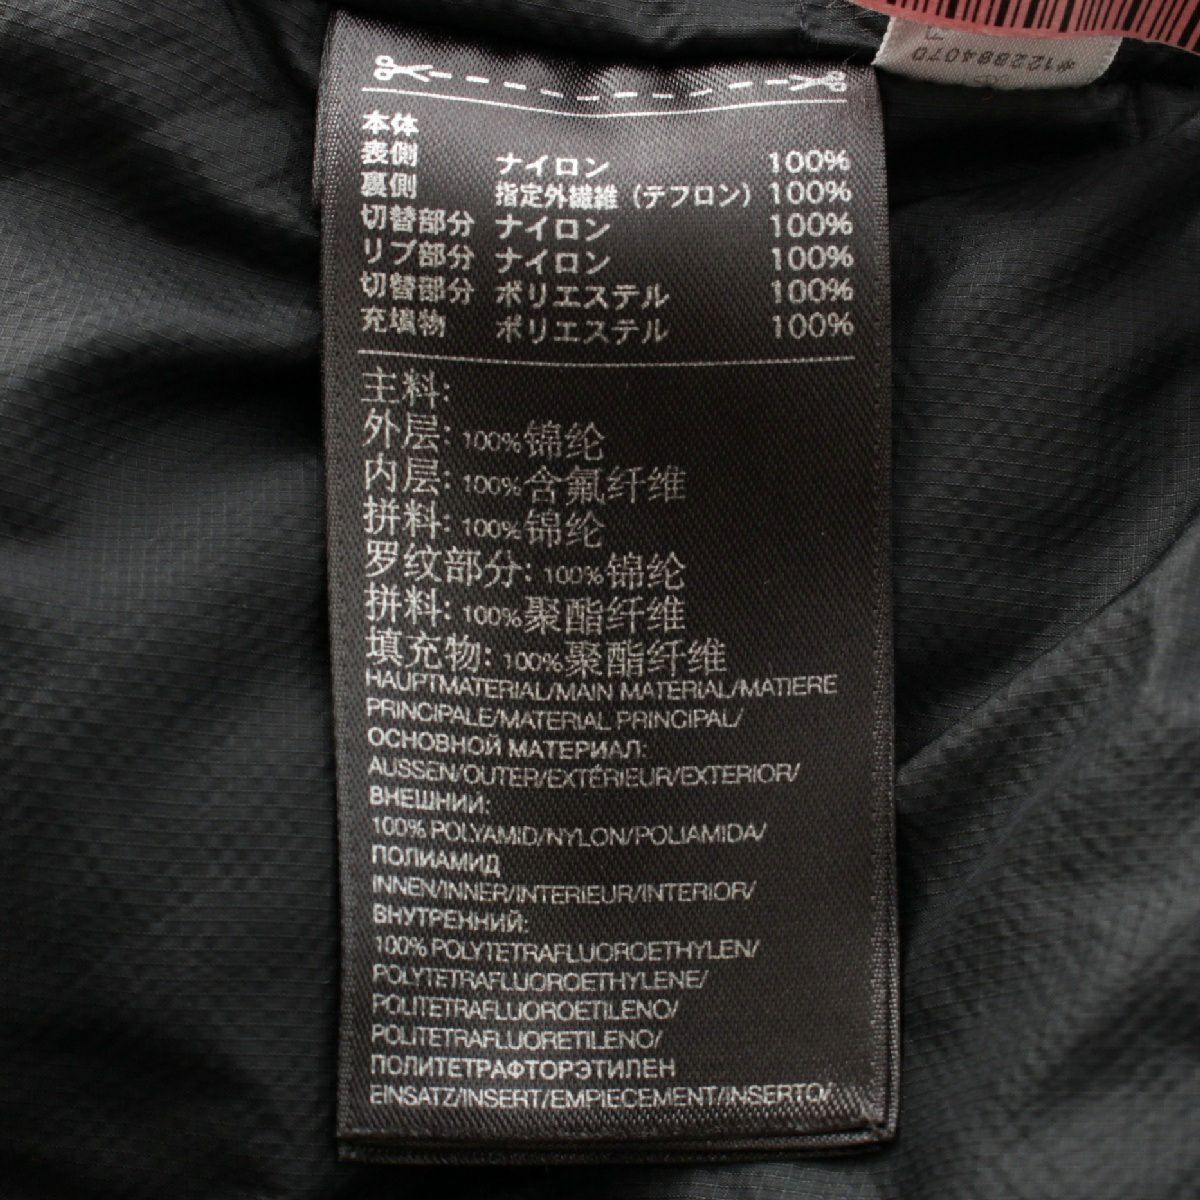 #12284070
本体
表側 ナイロン 100%
裏側 指定外繊維（テフロン） 100%
切替部分 ナイロン 100%
リブ部分 ナイロン 100%
切替部分 ポリエステル 100%
充填物 ポリエステル 100%
主料:
外层: 100%锦纶
内层: 100%含氟纤维
拼料: 100%锦纶
罗纹部分: 100%锦纶
拼料: 100%聚酯纤维
填充物: 100%聚酯纤维
HAUPTMATERIAL/MAIN MATERIAL/MATIERE
PRINCIPALE/MATERIAL PRINCIPAL/
ОСНОВНОЙ МАТЕРИАЛ:
AUSSEN/OUTER/EXTÉRIEUR/EXTERIOR/
ВНЕШНИЙ:
100% POLYAMID/NYLON/POLIAMIDA/
ПОЛИАМИД
INNEN/INNER/INTERIEUR/INTERIOR/
ВНУТРЕННИЙ:
100% POLYTETRAFLUOROETHYLEN/
POLYTETRAFLUOROETHYLENE/
POLITETRAFLUOROETILENO/
POLITETRAFLUORETILENO/
ПОЛИТЕТРАФТОРЭТИЛЕН
EINSATZ/INSERT/EMPIECEMENT/INSERTO/